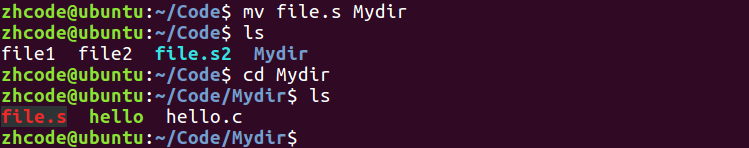 zhcode@ubuntu:~/Code$ mv file.s Mydir
zhcode@ubuntu:~/Code$ ls
file1  file2  file.s2  Mydir
zhcode@ubuntu:~/Code$ cd Mydir
zhcode@ubuntu:~/Code/Mydir$ ls
file.s  hello  hello.c
zhcode@ubuntu:~/Code/Mydir$